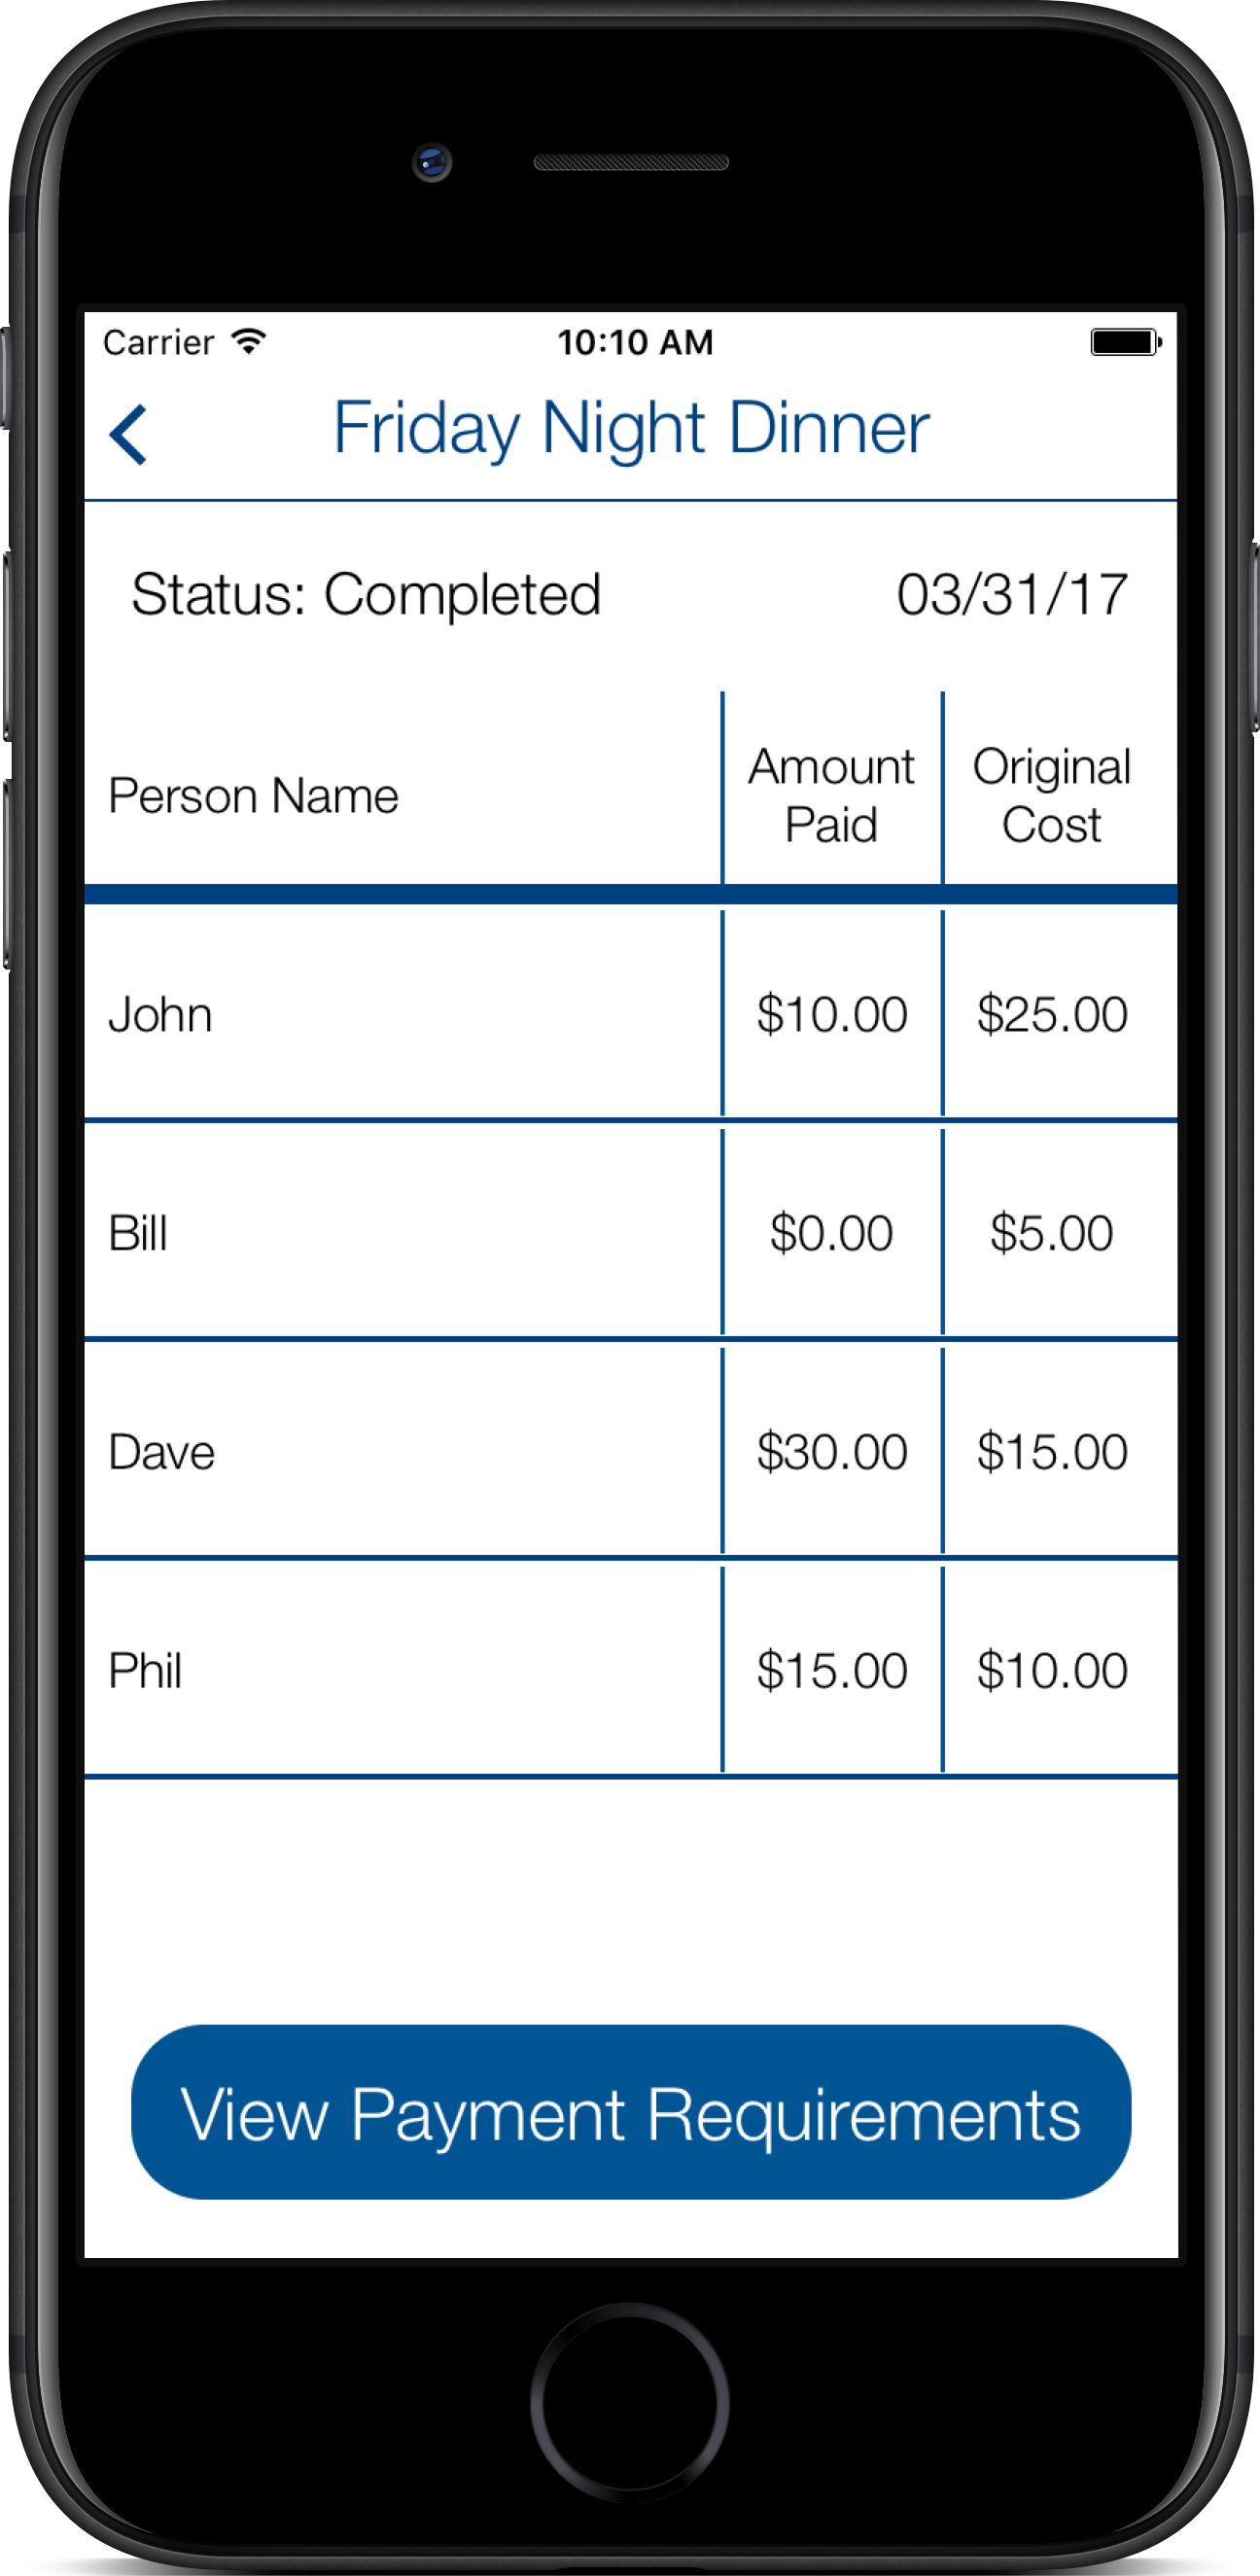 Carrier 10:10 AM
Friday Night Dinner
Status: Completed 03/31/17
Person Name Amount Paid Original Cost
John $10.00 $25.00
Bill $0.00 $5.00
Dave $30.00 $15.00
Phil $15.00 $10.00
View Payment Requirements